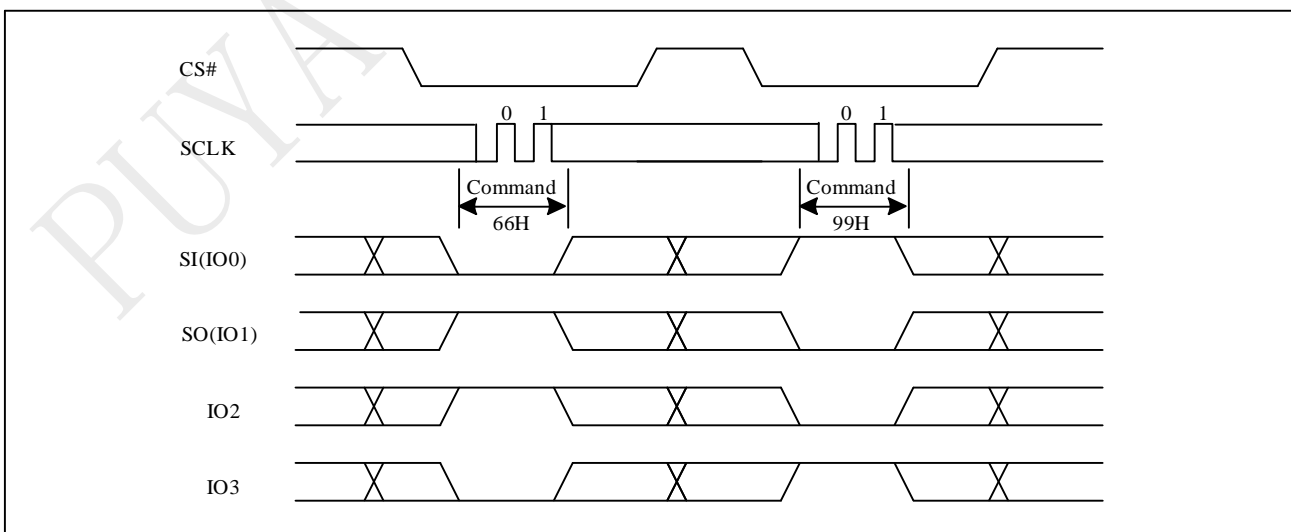 PUYA
CS#
0 1 0 1
SCLK
Command Command
66H 99H
SI(IO0)
SO(IO1)
IO2
IO3